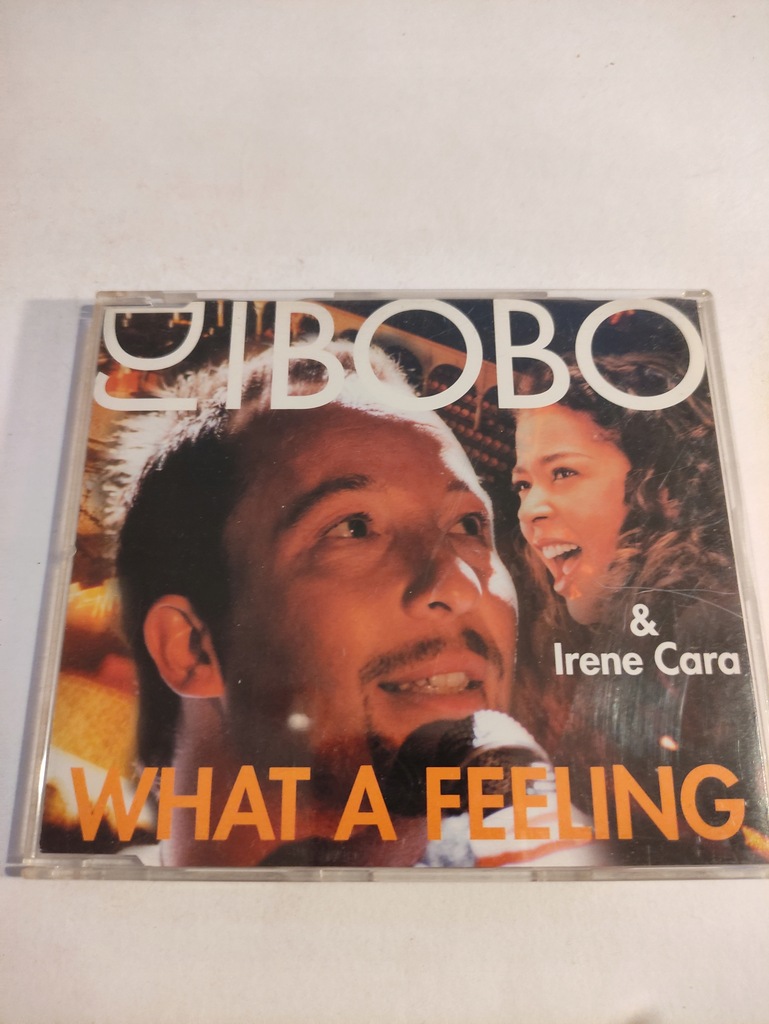 DJ BOBO
& 
Irene Cara
WHAT A FEELING